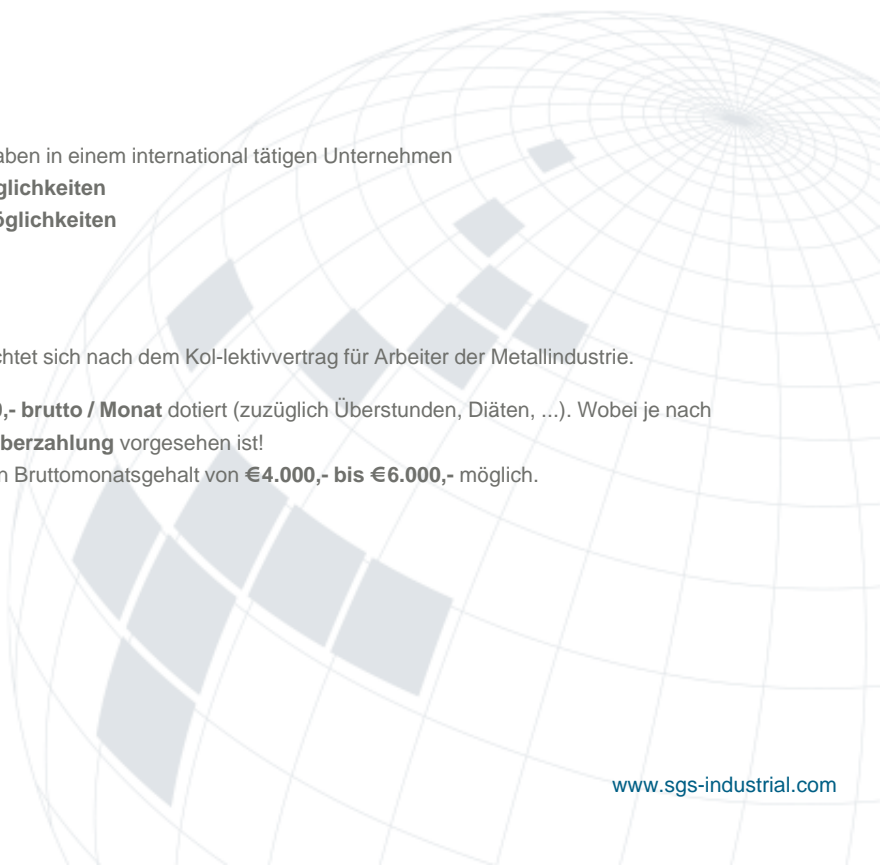 aben in einem international tätigen Unternehmen
glichkeiten
öglichkeiten
chtet sich nach dem Kol-lektivvertrag für Arbeiter der Metallindustrie.
0,- brutto / Monat dotiert (zuzüglich Überstunden, Diäten, ...). Wobei je nach
berzahlung vorgesehen ist!
n Bruttomonatsgehalt von €4.000,- bis €6.000,- möglich.
www.sgs-industrial.com